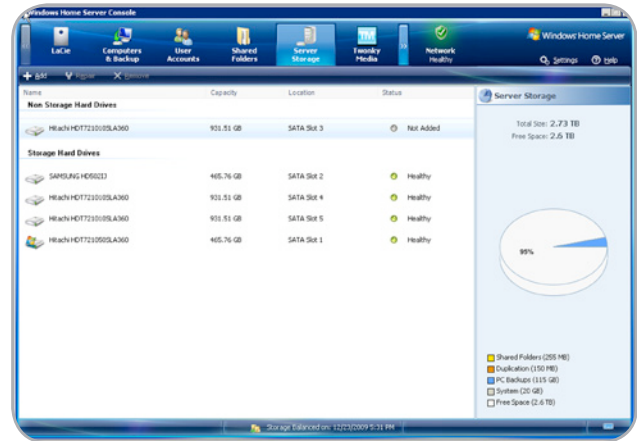 Windows Home Server Console
LaCie
Computers & Backup
User Accounts
Shared Folders
Server Storage
TM
Twonky Media
Network
Healthy
Windows Home Server
Settings
Help
Add
Repair
Remove
Name Capacity Location Status
Non Storage Hard Drives
Hitachi HDT721010SLA360 931.51 GB SATA Slot 3 Not Added
Storage Hard Drives
SAMSUNG HD502IJ 465.76 GB SATA Slot 2 Healthy
Hitachi HDT721010SLA360 931.51 GB SATA Slot 4 Healthy
Hitachi HDT721010SLA360 931.51 GB SATA Slot 5 Healthy
Hitachi HDT721050SLA360 465.76 GB SATA Slot 1 Healthy
Server Storage
Total Size: 2.73 TB
Free Space: 2.6 TB
95%
Shared Folders (255 MB)
Duplication (150 MB)
PC Backups (115 GB)
System (20 GB)
Free Space (2.6 TB)
Storage Balanced on: 12/23/2009 5:31 PM